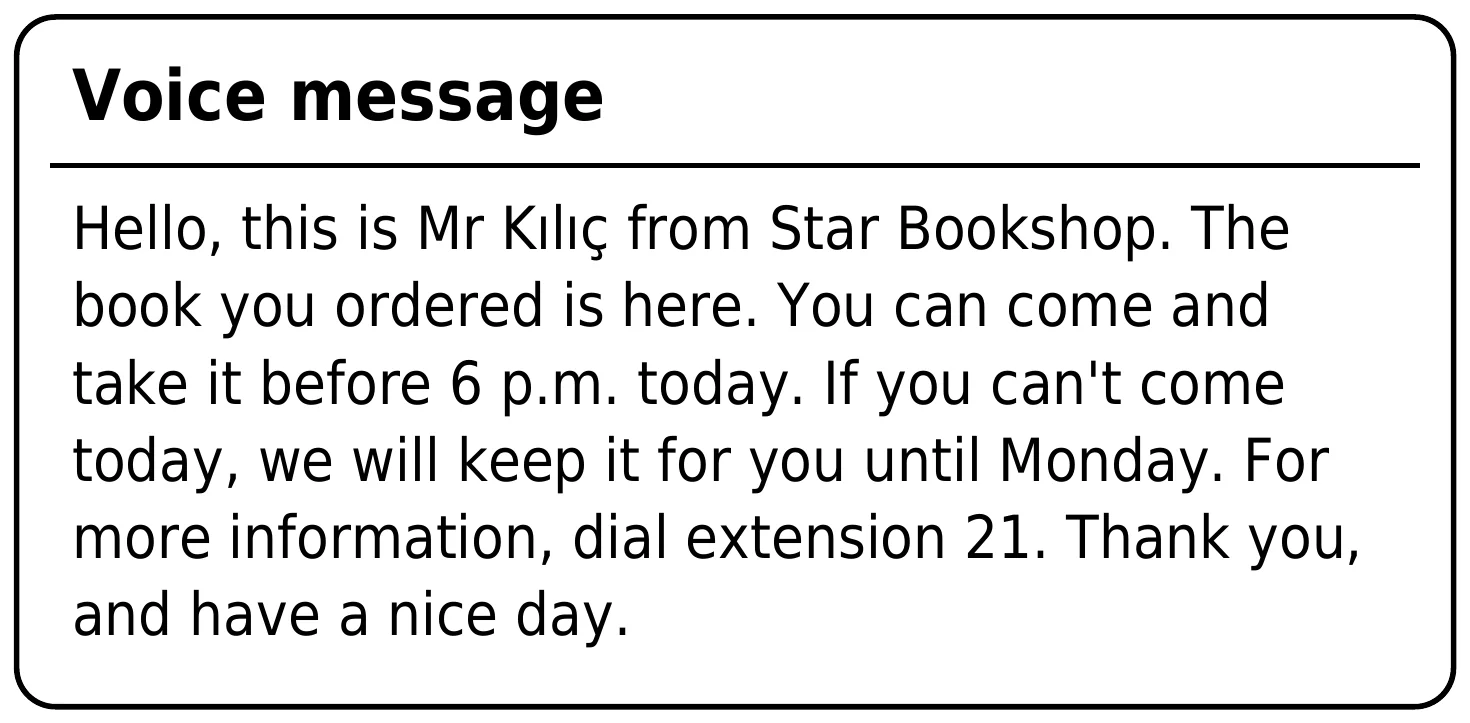 Voice message
Hello, this is Mr Kılıç from Star Bookshop. The
book you ordered is here. You can come and
take it before 6 p.m. today. If you can't come
today, we will keep it for you until Monday. For
more information, dial extension 21. Thank you,
and have a nice day.